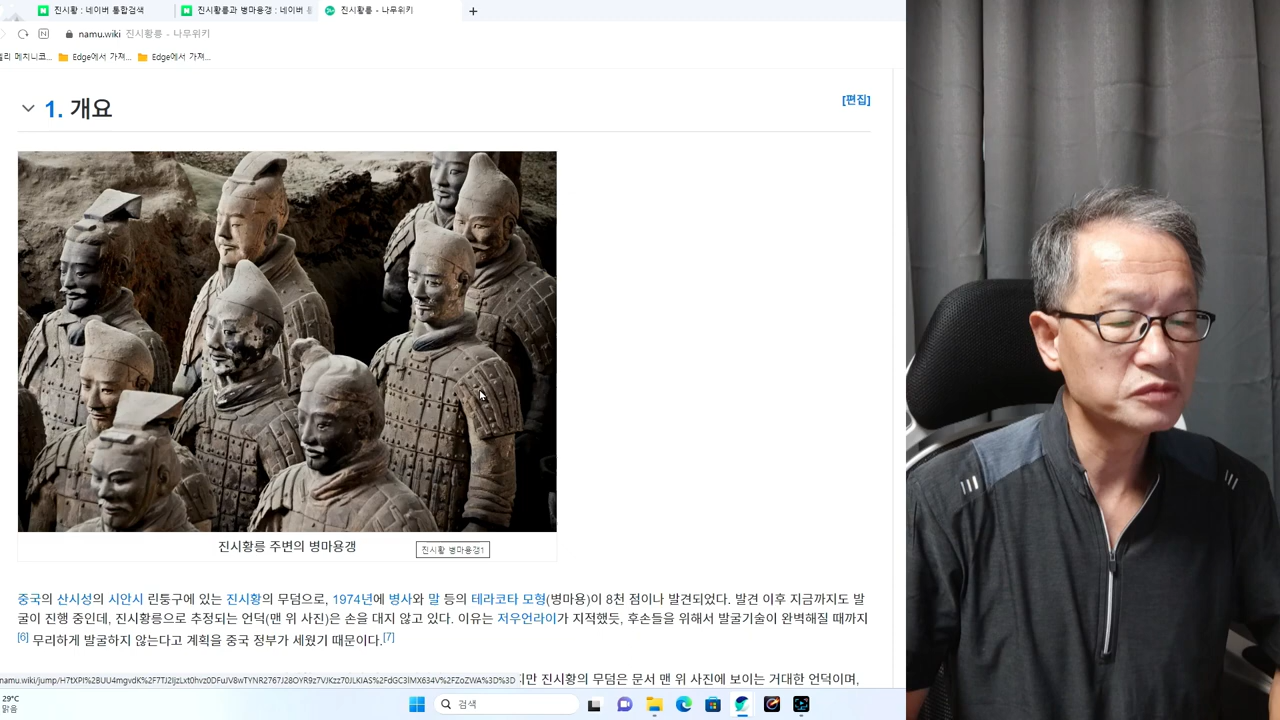 진시황 : 네이버 통합검색
진시황릉과 병마용갱 : 네이버
진시황릉 - 나무위키
namu.wiki 진시황릉 - 나무위키
Edge에서 가져...
Edge에서 가져...
1. 개요
[편집]
진시황릉 주변의 병마용갱
진시황 병마용갱1
중국의 산시성의 시안시 린퉁구에 있는 진시황의 무덤으로, 1974년에 병사와 말 등의 테라코타 모형(병마용)이 8천 점이나 발견되었다. 발견 이후 지금까지도 발
굴이 진행 중인데, 진시황릉으로 추정되는 언덕(맨 위 사진)은 손을 대지 않고 있다. 이유는 저우언라이가 지적했듯, 후손들을 위해서 발굴기술이 완벽해질 때까지
[6] 무리하게 발굴하지 않는다고 계획을 중국 정부가 세웠기 때문이다.[7]
지만 진시황의 무덤은 문서 맨 위 사진에 보이는 거대한 언덕이며,
29°C
맑음
검색